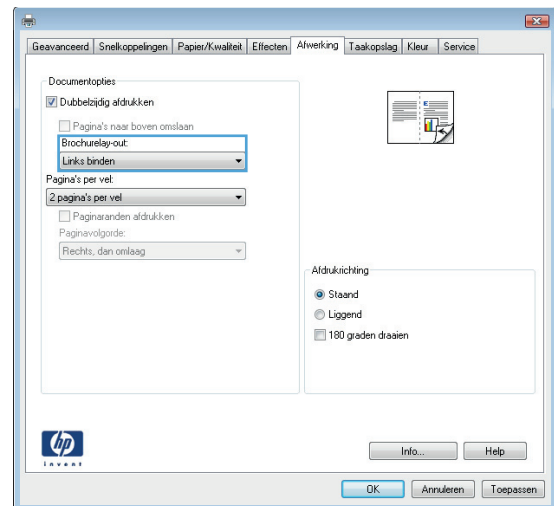 Geavanceerd Snelkoppelingen Papier/Kwaliteit Effecten Afwerking Taakopslag Kleur Service
Documentopties
Dubbelzijdig afdrukken
Pagina's naar boven omslaan
Brochurelay-out:
Links binden
Pagina's per vel:
2 pagina's per vel
Paginaranden afdrukken
Paginavolgorde:
Rechts, dan omlaag
Afdrukrichting
Staand
Liggend
180 graden draaien
hp
invent
Info... Help
OK Annuleren Toepassen